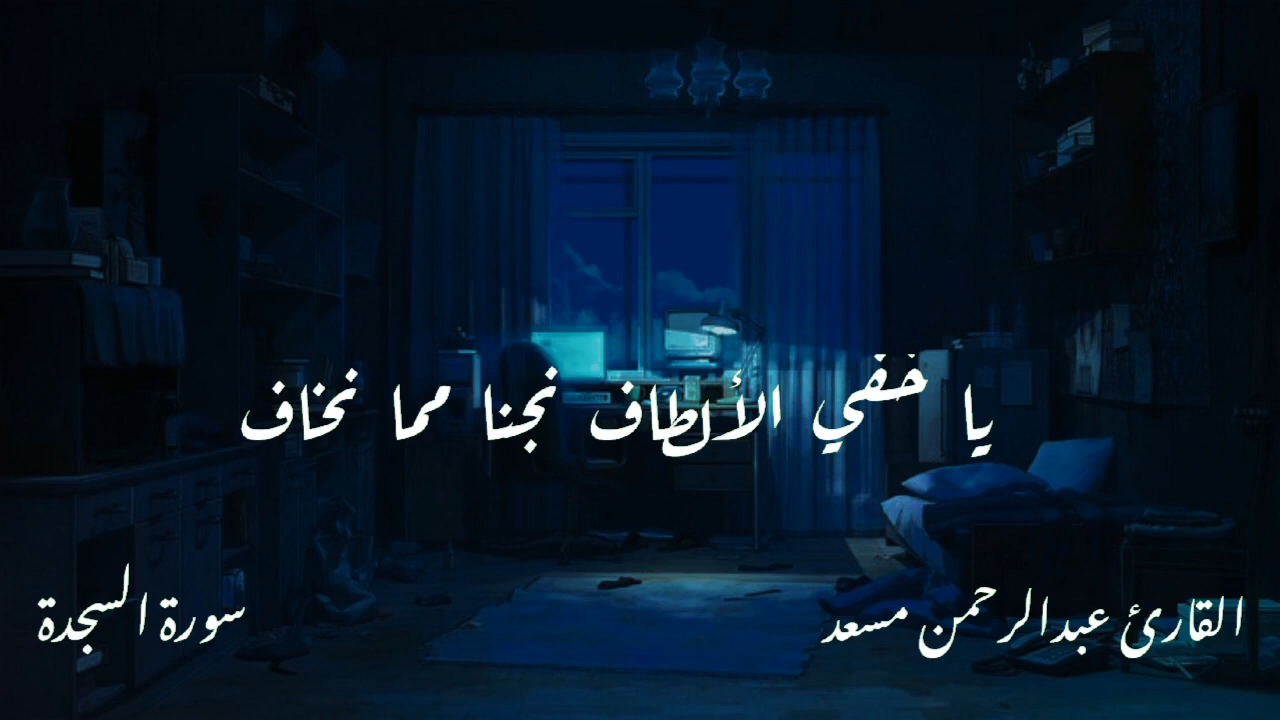 يا خفي الألطاف نجنا مما نخاف
القارئ عبدالرحمن مسعد
سورة السجدة